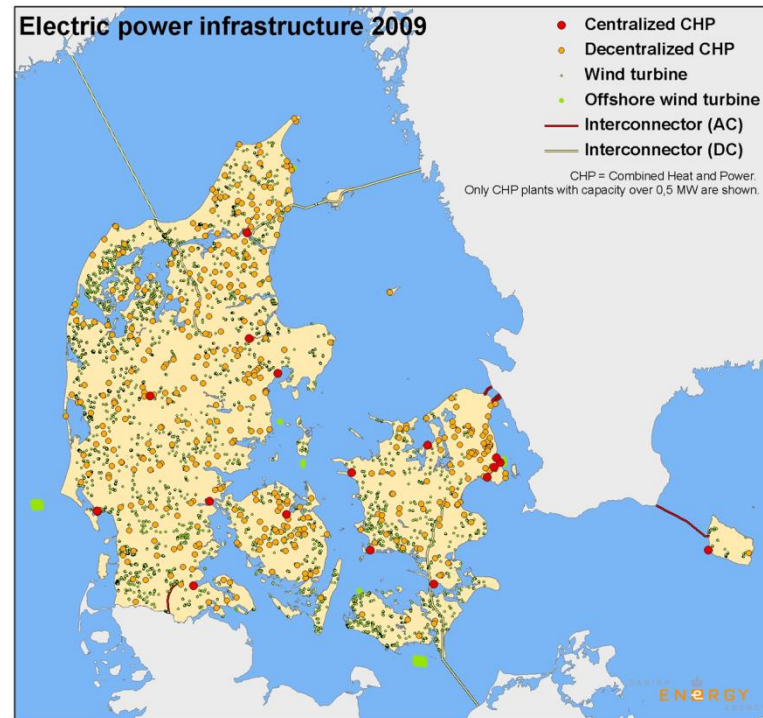 Electric power infrastructure 2009
Centralized CHP
Decentralized CHP
Wind turbine
Offshore wind turbine
Interconnector (AC)
Interconnector (DC)
CHP = Combined Heat and Power.
Only CHP plants with capacity over 0,5 MW are shown.
DANISH
ENERGY